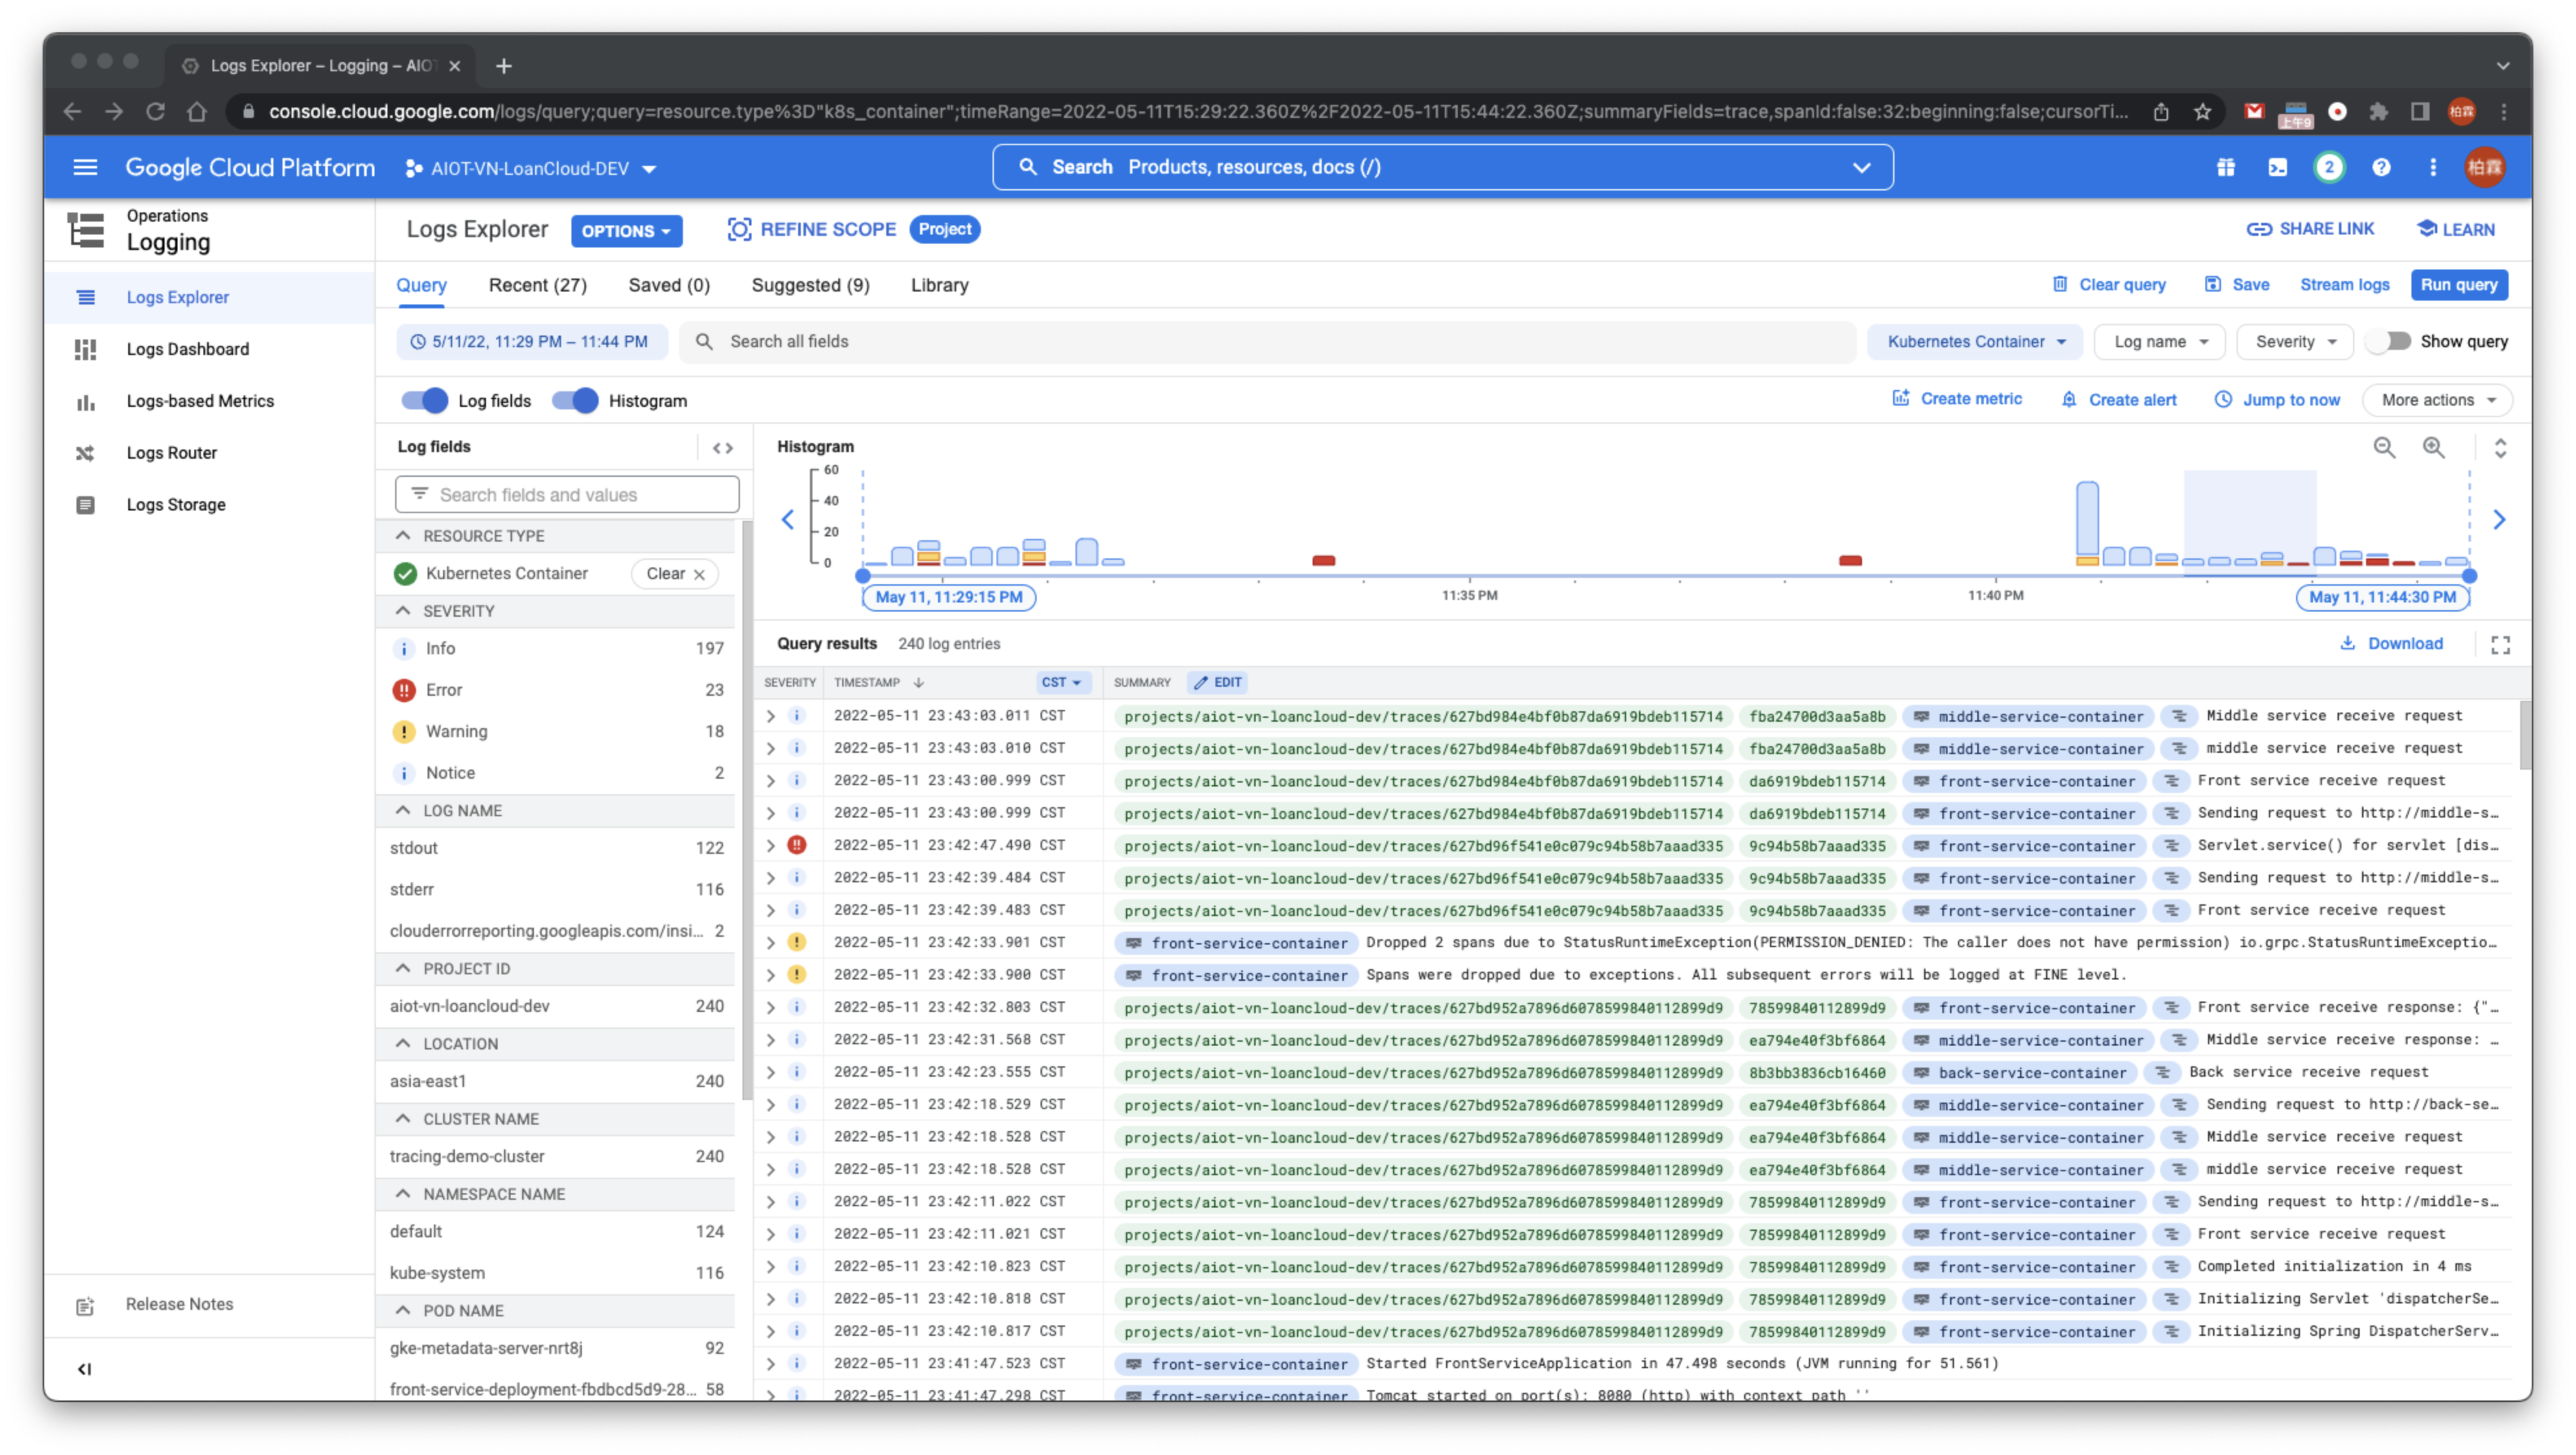 Logs Explorer – Logging – AIO
console.cloud.google.com/logs/query;query=resource.type%3D"k8s_container";timeRange=2022-05-11T15:29:22.360Z%2F2022-05-11T15:44:22.360Z;summaryFields=trace,spanId:false:32:beginning:false;cursorTi...
上午9
柏霖
Google Cloud Platform AIOT-VN-LoanCloud-DEV Search Products, resources, docs (/) 2 柏霖
Operations
Logging
Logs Explorer OPTIONS REFINE SCOPE Project SHARE LINK LEARN
Logs Explorer
Logs Dashboard
Logs-based Metrics
Logs Router
Logs Storage
Release Notes
Query Recent (27) Saved (0) Suggested (9) Library Clear query Save Stream logs Run query
5/11/22, 11:29 PM – 11:44 PM Search all fields Kubernetes Container Log name Severity Show query
Log fields Histogram Create metric Create alert Jump to now More actions
Log fields
Search fields and values
RESOURCE TYPE
Kubernetes Container Clear
SEVERITY
Info 197
Error 23
Warning 18
Notice 2
LOG NAME
stdout 122
stderr 116
clouderrorreporting.googleapis.com/insi... 2
PROJECT ID
aiot-vn-loancloud-dev 240
LOCATION
asia-east1 240
CLUSTER NAME
tracing-demo-cluster 240
NAMESPACE NAME
default 124
kube-system 116
POD NAME
gke-metadata-server-nrt8j 92
front-service-deployment-fbdbcd5d9-28... 58
Histogram
60
40
20
0
May 11, 11:29:15 PM 11:35 PM 11:40 PM May 11, 11:44:30 PM
Query results 240 log entries Download
SEVERITY TIMESTAMP CST SUMMARY EDIT
2022-05-11 23:43:03.011 CST projects/aiot-vn-loancloud-dev/traces/627bd984e4bf0b87da6919bdeb115714 fba24700d3aa5a8b middle-service-container Middle service receive request
2022-05-11 23:43:03.010 CST projects/aiot-vn-loancloud-dev/traces/627bd984e4bf0b87da6919bdeb115714 fba24700d3aa5a8b middle-service-container middle service receive request
2022-05-11 23:43:00.999 CST projects/aiot-vn-loancloud-dev/traces/627bd984e4bf0b87da6919bdeb115714 da6919bdeb115714 front-service-container Front service receive request
2022-05-11 23:43:00.999 CST projects/aiot-vn-loancloud-dev/traces/627bd984e4bf0b87da6919bdeb115714 da6919bdeb115714 front-service-container Sending request to http://middle-s...
2022-05-11 23:42:47.490 CST projects/aiot-vn-loancloud-dev/traces/627bd96f541e0c079c94b58b7aaad335 9c94b58b7aaad335 front-service-container Servlet.service() for servlet [dis...
2022-05-11 23:42:39.484 CST projects/aiot-vn-loancloud-dev/traces/627bd96f541e0c079c94b58b7aaad335 9c94b58b7aaad335 front-service-container Sending request to http://middle-s...
2022-05-11 23:42:39.483 CST projects/aiot-vn-loancloud-dev/traces/627bd96f541e0c079c94b58b7aaad335 9c94b58b7aaad335 front-service-container Front service receive request
2022-05-11 23:42:33.901 CST front-service-container Dropped 2 spans due to StatusRuntimeException(PERMISSION_DENIED: The caller does not have permission) io.grpc.StatusRuntimeExceptio...
2022-05-11 23:42:33.900 CST front-service-container Spans were dropped due to exceptions. All subsequent errors will be logged at FINE level.
2022-05-11 23:42:32.803 CST projects/aiot-vn-loancloud-dev/traces/627bd952a7896d60785998401128​99d9 78599840112899d9 front-service-container Front service receive response: {"...
2022-05-11 23:42:31.568 CST projects/aiot-vn-loancloud-dev/traces/627bd952a7896d6078599840112899d9 ea794e40f3bf6864 middle-service-container Middle service receive response: ...
2022-05-11 23:42:23.555 CST projects/aiot-vn-loancloud-dev/traces/627bd952a7896d6078599840112899d9 8b3bb3836cb16460 back-service-container Back service receive request
2022-05-11 23:42:18.529 CST projects/aiot-vn-loancloud-dev/traces/627bd952a7896d6078599840112899d9 ea794e40f3bf6864 middle-service-container Sending request to http://back-se...
2022-05-11 23:42:18.528 CST projects/aiot-vn-loancloud-dev/traces/627bd952a7896d6078599840112899d9 ea794e40f3bf6864 middle-service-container Middle service receive request
2022-05-11 23:42:18.528 CST projects/aiot-vn-loancloud-dev/traces/627bd952a7896d6078599840112899d9 ea794e40f3bf6864 middle-service-container middle service receive request
2022-05-11 23:42:11.022 CST projects/aiot-vn-loancloud-dev/traces/627bd952a7896d6078599840112899d9 78599840112899d9 front-service-container Sending request to http://middle-s...
2022-05-11 23:42:11.021 CST projects/aiot-vn-loancloud-dev/traces/627bd952a7896d6078599840112899d9 78599840112899d9 front-service-container Front service receive request
2022-05-11 23:42:10.823 CST projects/aiot-vn-loancloud-dev/traces/627bd952a7896d6078599840112899d9 78599840112899d9 front-service-container Completed initialization in 4 ms
2022-05-11 23:42:10.818 CST projects/aiot-vn-loancloud-dev/traces/627bd952a7896d6078599840112899d9 78599840112899d9 front-service-container Initializing Servlet 'dispatcherSe...
2022-05-11 23:42:10.817 CST projects/aiot-vn-loancloud-dev/traces/627bd952a7896d6078599840112899d9 78599840112899d9 front-service-container Initializing Spring DispatcherServ...
2022-05-11 23:41:47.523 CST front-service-container Started FrontServiceApplication in 47.498 seconds (JVM running for 51.561)
2022-05-11 23:41:47.298 CST front-service-container Tomcat started on port(s): 8080 (http) with context path ''